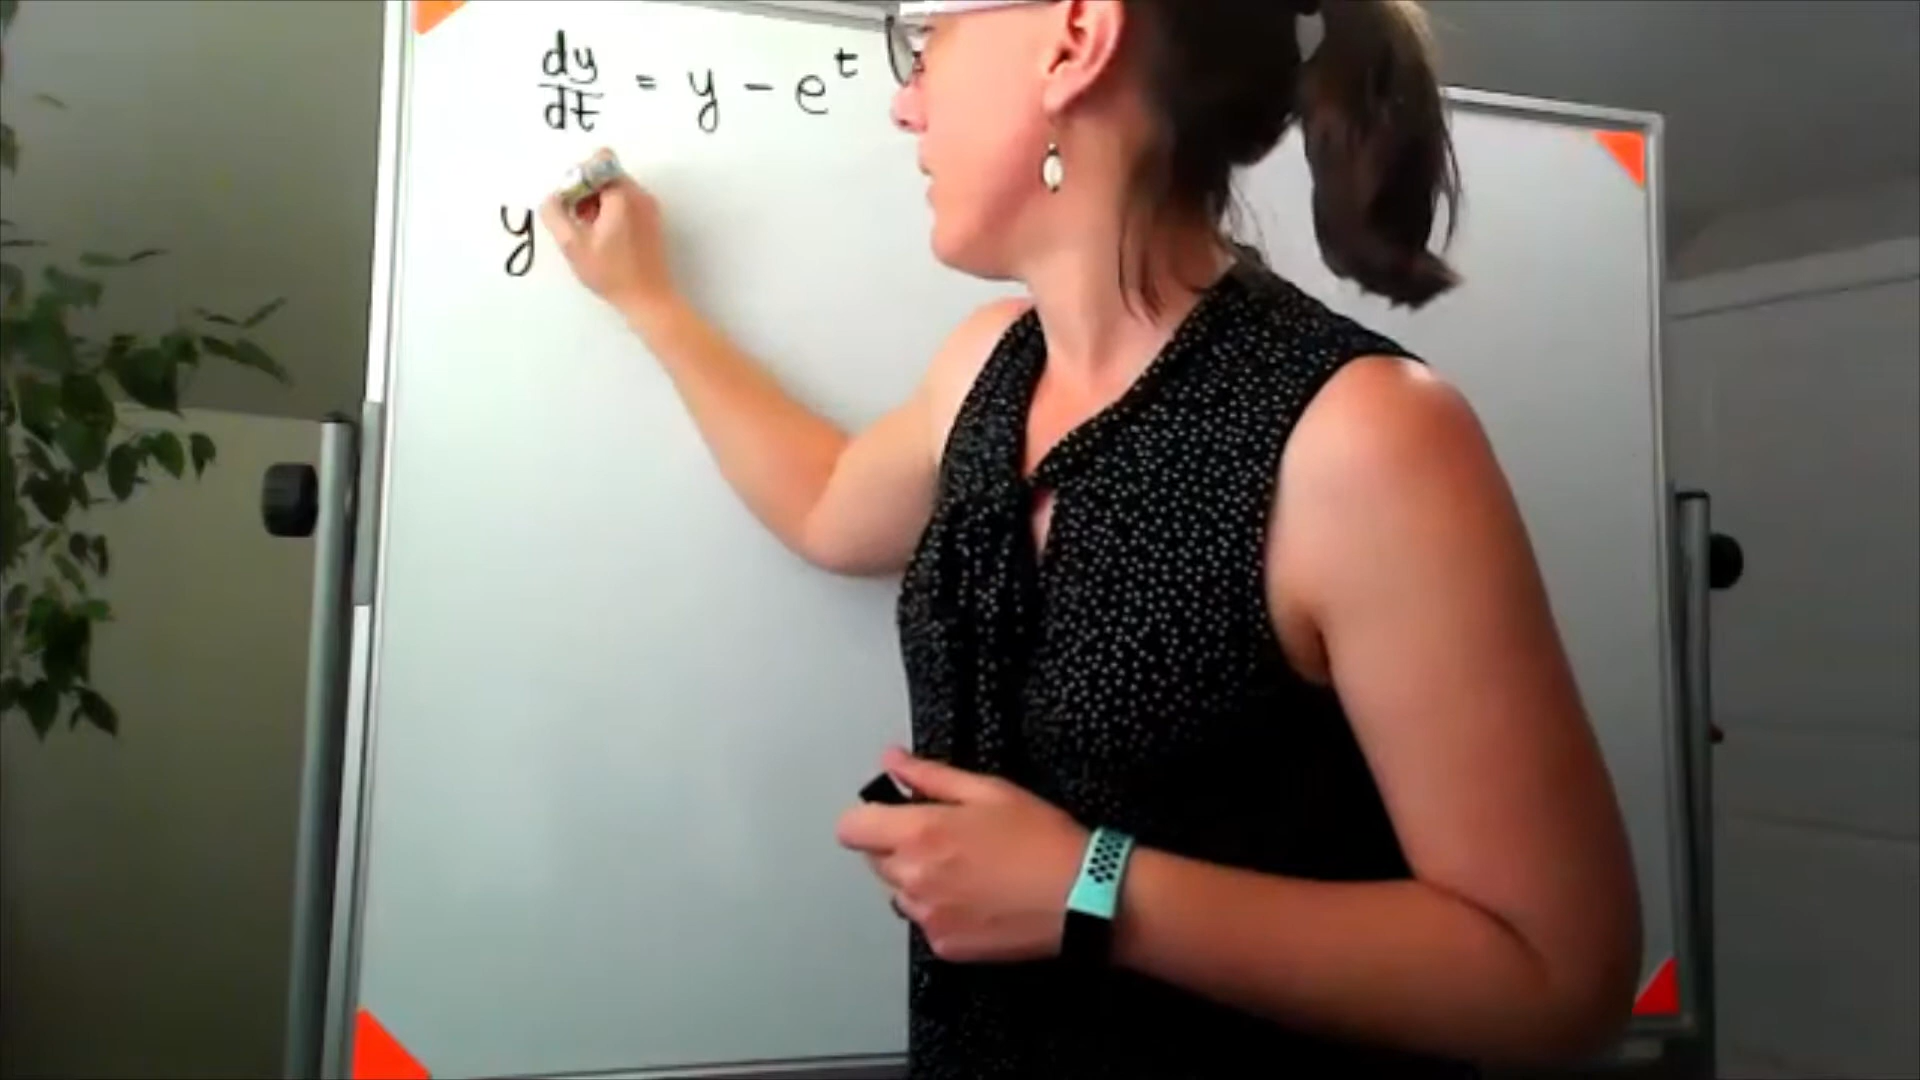 dy/dt = y - e^t
y